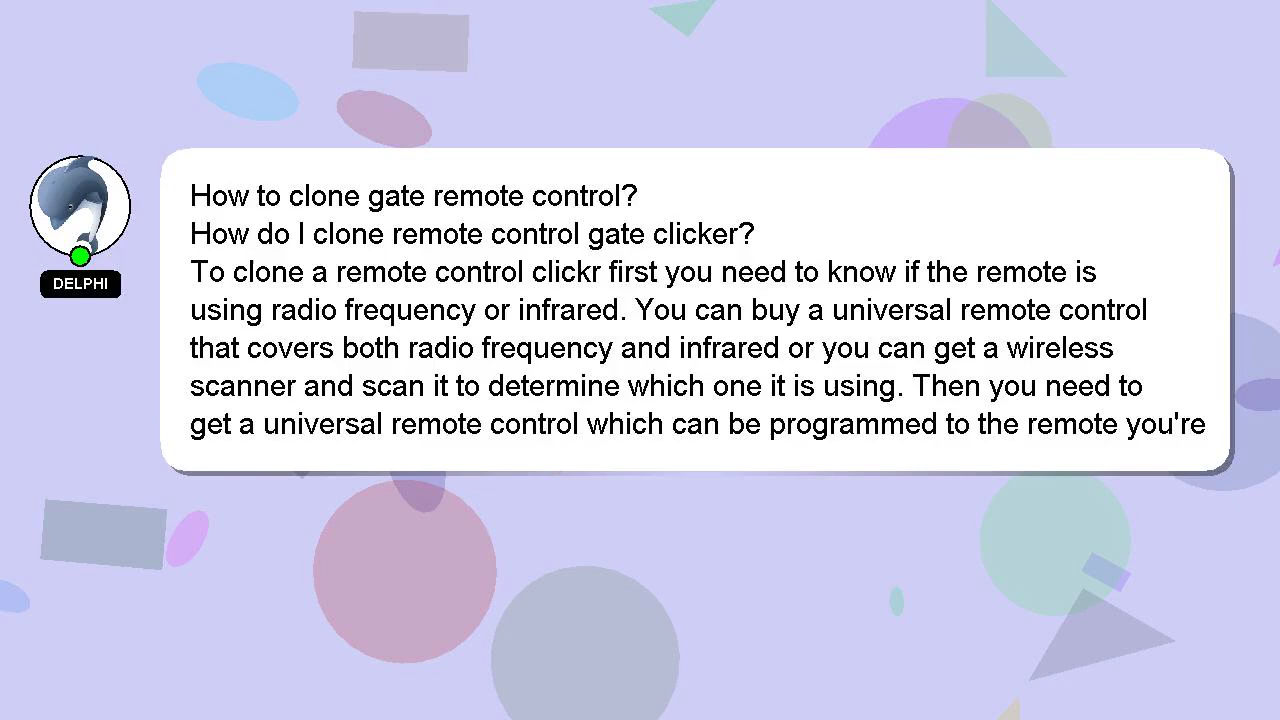 How to clone gate remote control?
How do I clone remote control gate clicker?
To clone a remote control clickr first you need to know if the remote is
using radio frequency or infrared. You can buy a universal remote control
that covers both radio frequency and infrared or you can get a wireless
scanner and scan it to determine which one it is using. Then you need to
get a universal remote control which can be programmed to the remote you're
DELPHI